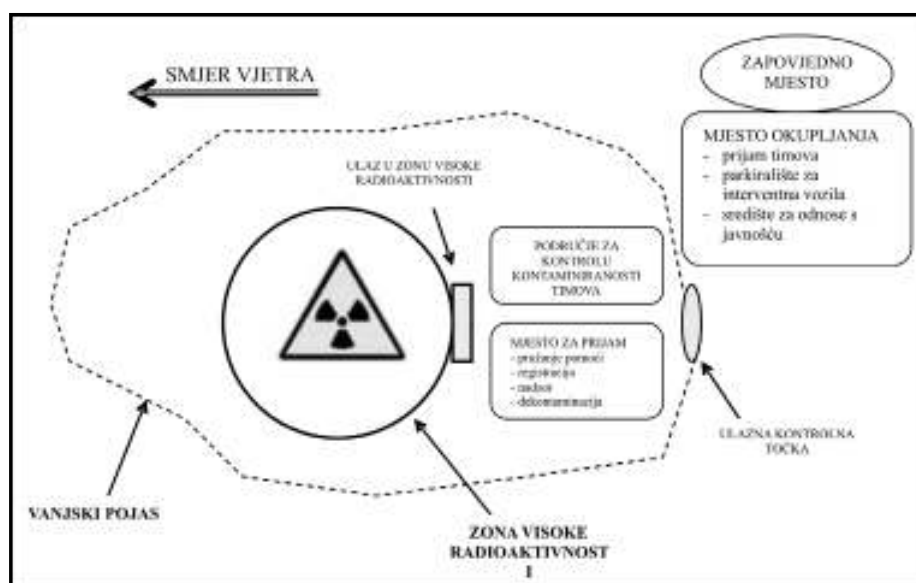 SMJER VJETRA
ZAPOVJEDNO
MJESTO
MJESTO OKUPLJANJA
- prijam timova
- parkiralište za
interventna vozila
- središte za odnose s
javnošću
ULAZ U ZONU VISOKE
RADIOAKTIVNOSTI
PODRUČJE ZA
KONTROLU
KONTAMINIRANOSTI
TIMOVA
MJESTO ZA PRIJAM
- pružanje pomoći
- registracija
- nadzor
- dekontaminacija
ULAZNA KONTROLNA
TOČKA
VANJSKI POJAS
ZONA VISOKE
RADIOAKTIVNOST
I